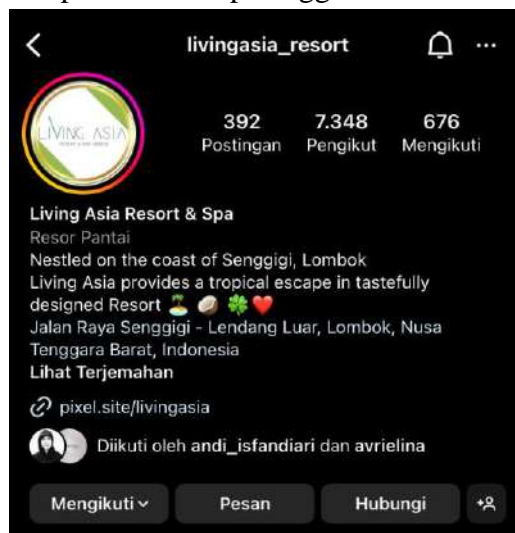 livingasia_resort
LIVING ASIA
392 7.348 676
Postingan Pengikut Mengikuti
Living Asia Resort & Spa
Resor Pantai
Nestled on the coast of Senggigi, Lombok
Living Asia provides a tropical escape in tastefully
designed Resort 🏝️ 🥥 🍀 ❤️
Jalan Raya Senggigi - Lendang Luar, Lombok, Nusa
Tenggara Barat, Indonesia
Lihat Terjemahan
pixel.site/livingasia
Diikuti oleh andi_isfandiari dan avrielina
Mengikuti Pesan Hubungi